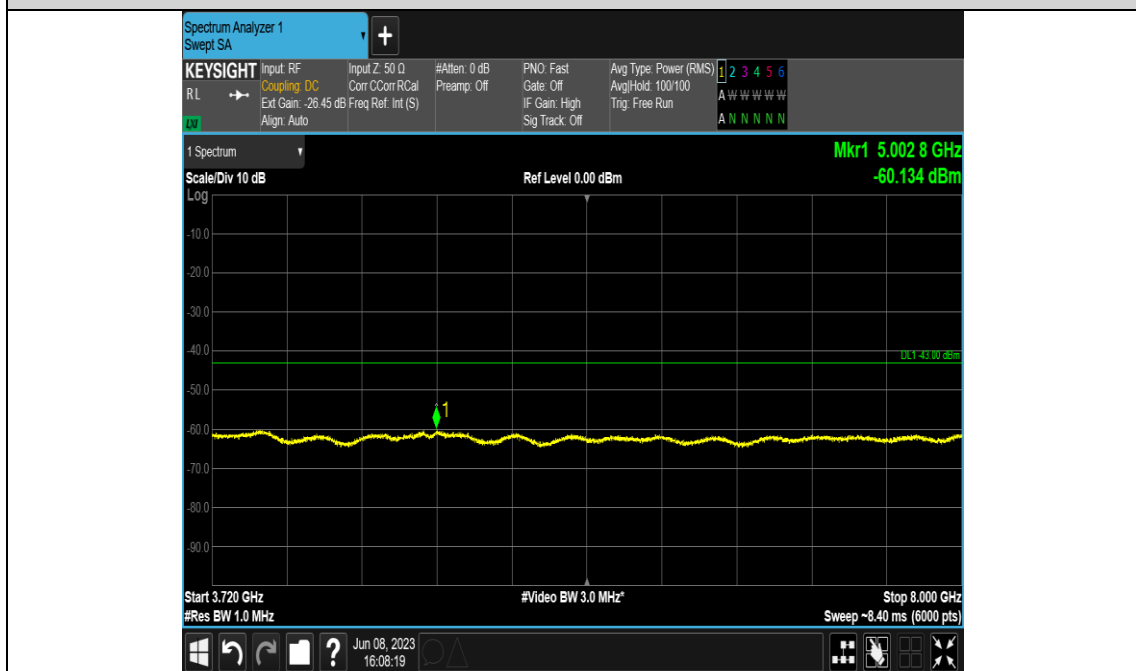 Spectrum Analyzer 1
Swept SA
+
KEYSIGHT
RL
LXI
Input: RF
Coupling: DC
Ext Gain: -26.45 dB
Align: Auto
Input Z: 50 Ω
Corr CCorr RCal
Freq Ref: Int (S)
#Atten: 0 dB
Preamp: Off
PNO: Fast
Gate: Off
IF Gain: High
Sig Track: Off
Avg Type: Power (RMS)
Avg|Hold: 100/100
Trig: Free Run
1 2 3 4 5 6
A W W W W W
A N N N N N
1 Spectrum
Mkr1 5.002 8 GHz
Scale/Div 10 dB
Ref Level 0.00 dBm
-60.134 dBm
Log
-10.0
-20.0
-30.0
-40.0
DL1 -43.00 dBm
-50.0
1
-60.0
-70.0
-80.0
-90.0
Start 3.720 GHz
#Video BW 3.0 MHz*
Stop 8.000 GHz
#Res BW 1.0 MHz
Sweep ~8.40 ms (6000 pts)
?
Jun 08, 2023
16:08:19